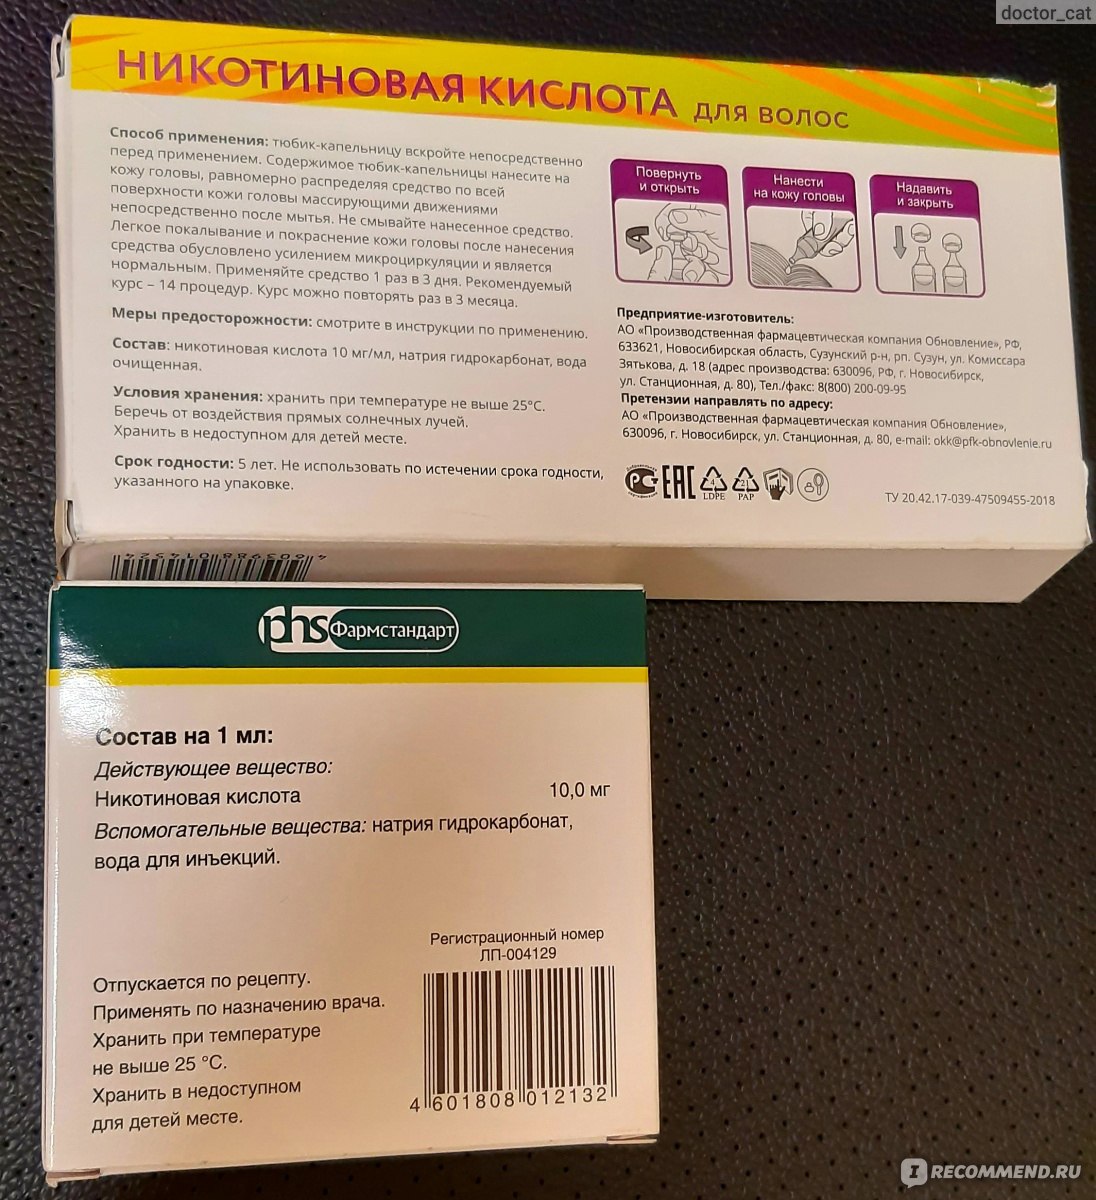 doctor_cat
НИКОТИНОВАЯ КИСЛОТА для волос
Способ применения: тюбик-капельницу вскройте непосредственно
перед применением. Содержимое тюбик-капельницы нанесите на
кожу головы, равномерно распределяя средство по всей
поверхности кожи головы массирующими движениями
непосредственно после мытья. Не смывайте нанесенное средство.
Легкое покалывание и покраснение кожи головы после нанесения
средства обусловлено усилением микроциркуляции и является
нормальным. Применяйте средство 1 раз в 3 дня. Рекомендуемый
курс – 14 процедур. Курс можно повторять раз в 3 месяца.
Меры предосторожности: смотрите в инструкции по применению.
Состав: никотиновая кислота 10 мг/мл, натрия гидрокарбонат, вода
очищенная.
Условия хранения: хранить при температуре не выше 25°С.
Беречь от воздействия прямых солнечных лучей.
Хранить в недоступном для детей месте.
Срок годности: 5 лет. Не использовать по истечении срока годности,
указанного на упаковке.
Повернуть
и открыть
Нанести
на кожу головы
Надавить
и закрыть
Предприятие-изготовитель:
АО «Производственная фармацевтическая компания Обновление», РФ,
633621, Новосибирская область, Сузунский р-н, рп. Сузун, ул. Комиссара
Зятькова, д. 18 (адрес производства: 630096, РФ, г. Новосибирск,
ул. Станционная, д. 80), Тел./факс: 8(800) 200-09-95
Претензии направлять по адресу:
АО «Производственная фармацевтическая компания Обновление»,
630096, г. Новосибирск, ул. Станционная, д. 80, e-mail: okk@pfk-obnovlenie.ru
РС ЕАС 4 LDPE 21 PAP
ТУ 20.42.17-039-47509455-2018
phs Фармстандарт
Состав на 1 мл:
Действующее вещество:
Никотиновая кислота 10,0 мг
Вспомогательные вещества: натрия гидрокарбонат,
вода для инъекций.
Регистрационный номер
ЛП-004129
Отпускается по рецепту.
Применять по назначению врача.
Хранить при температуре
не выше 25 °С.
Хранить в недоступном
для детей месте.
4 601808 012132
IRECOMMEND.RU